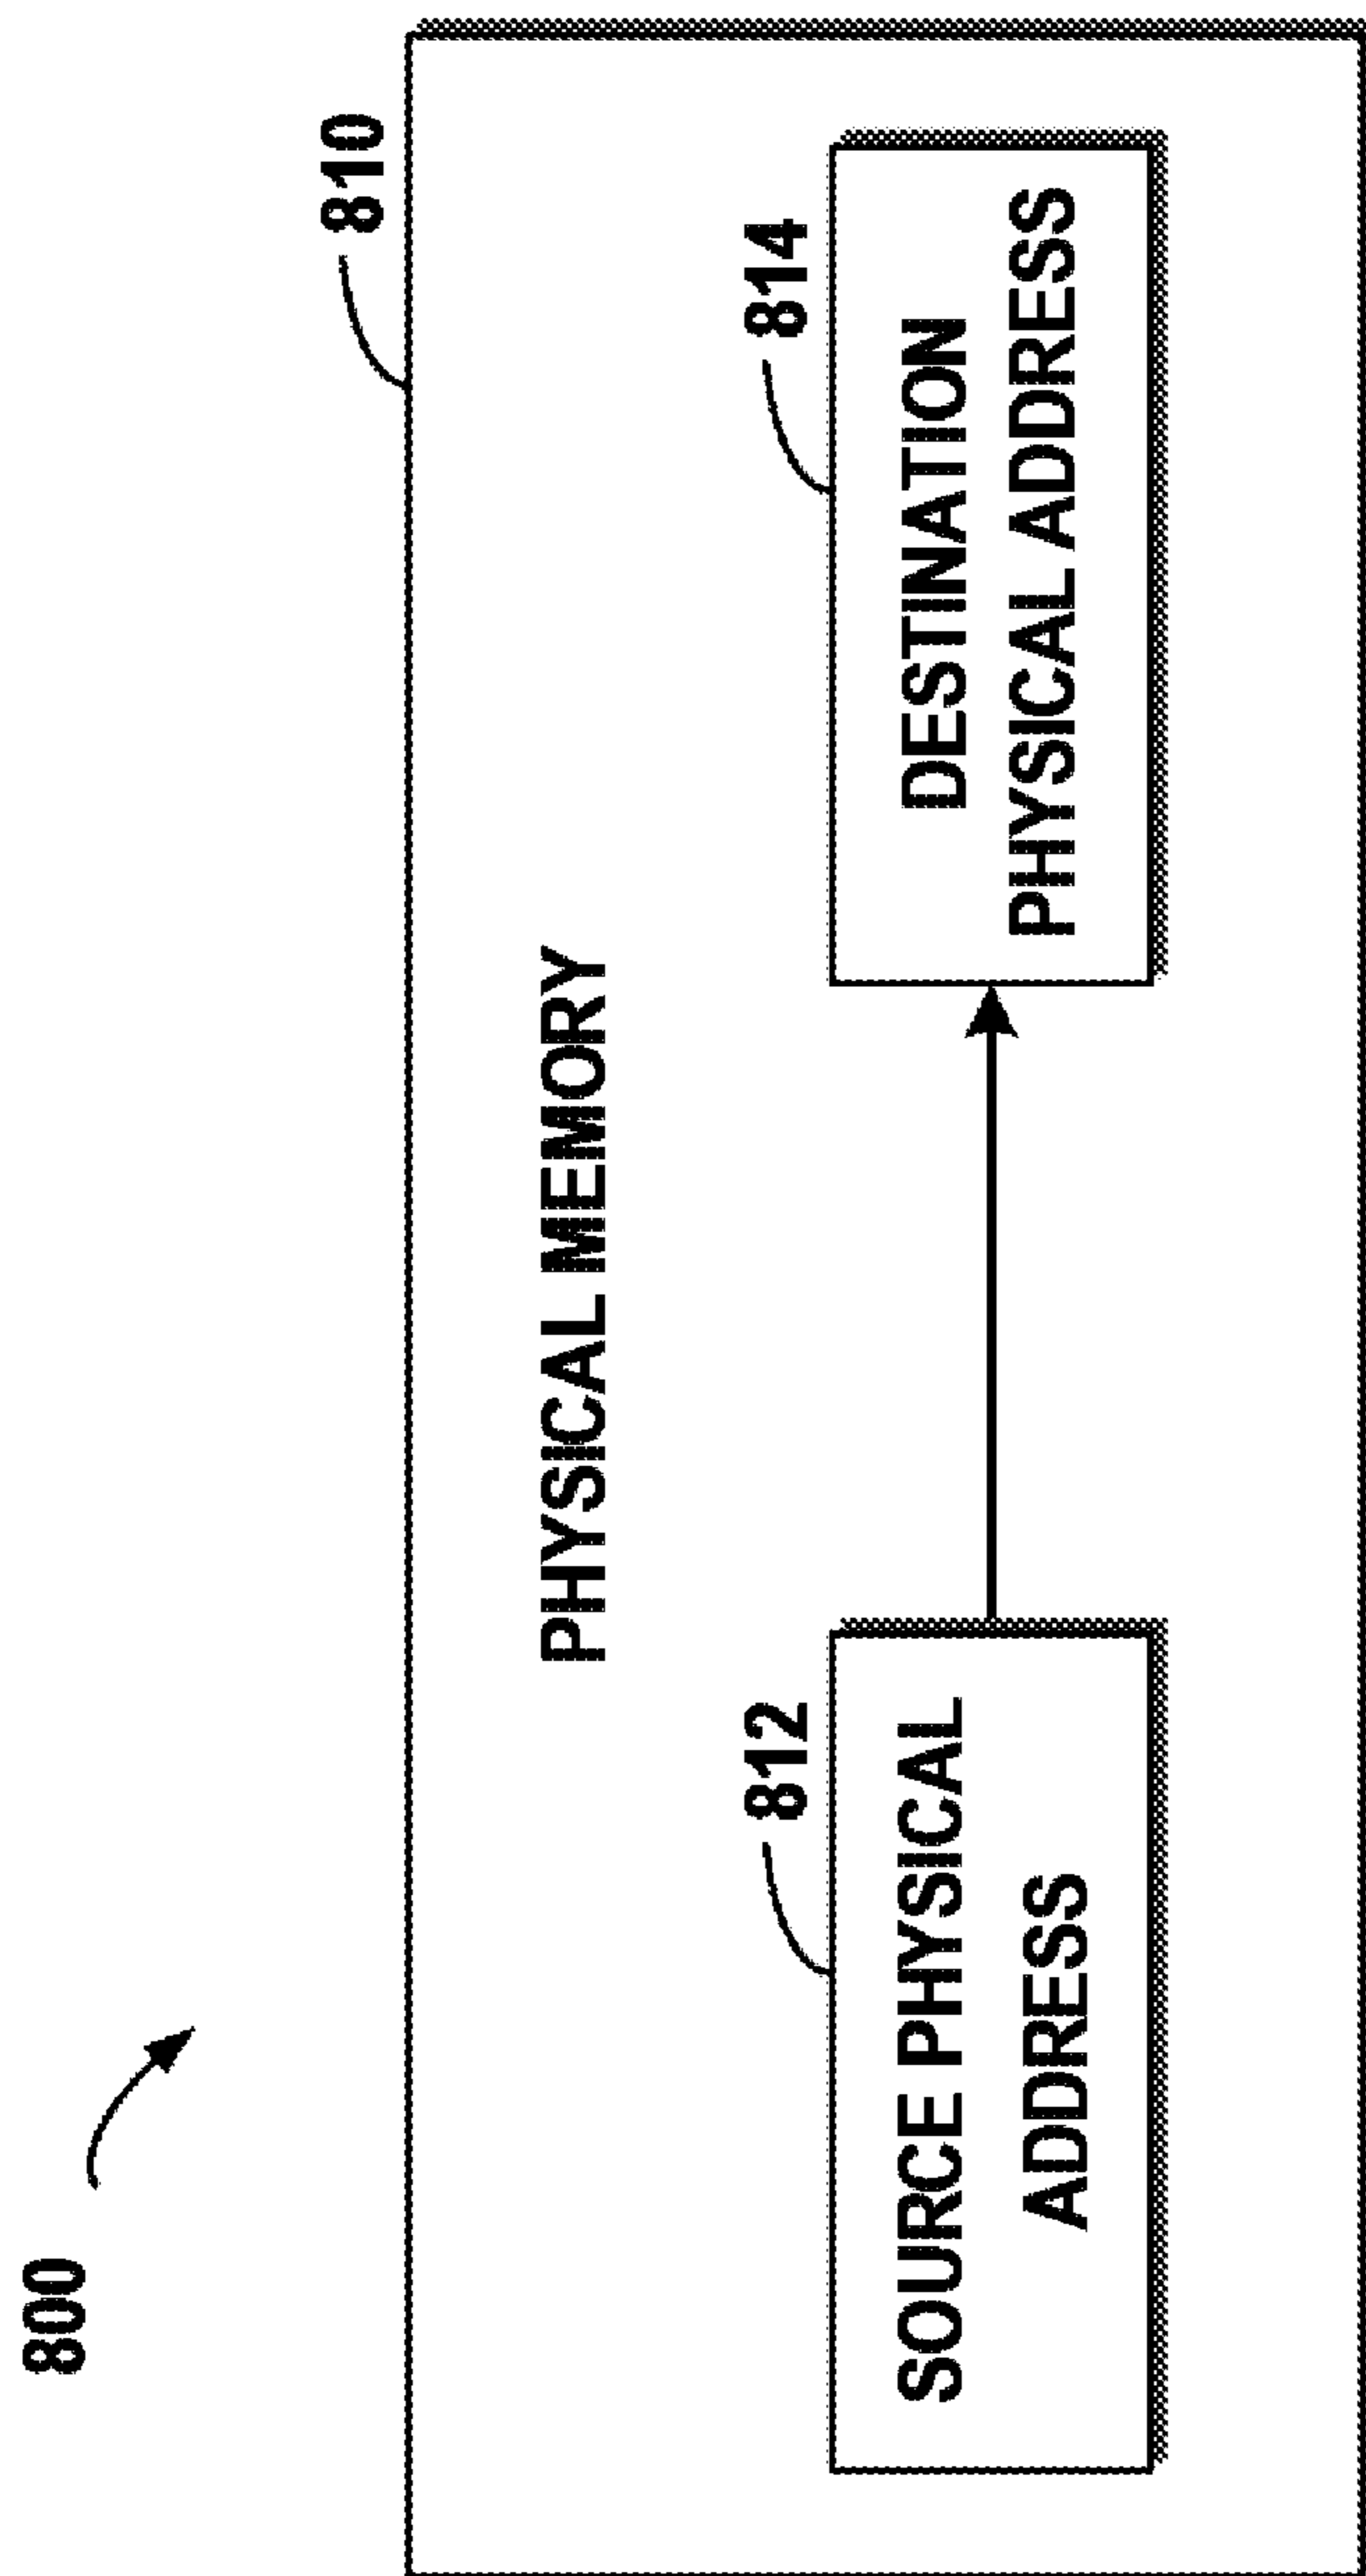 800
810
PHYSICAL MEMORY
812
SOURCE PHYSICAL
ADDRESS
814
DESTINATION
PHYSICAL ADDRESS